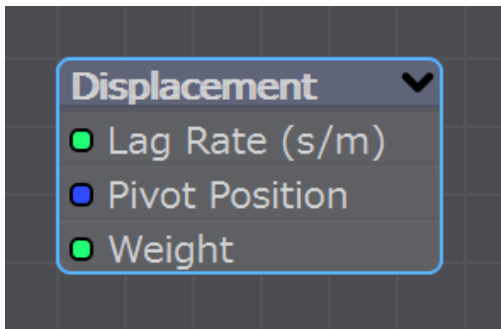 Displacement
Lag Rate (s/m)
Pivot Position
Weight